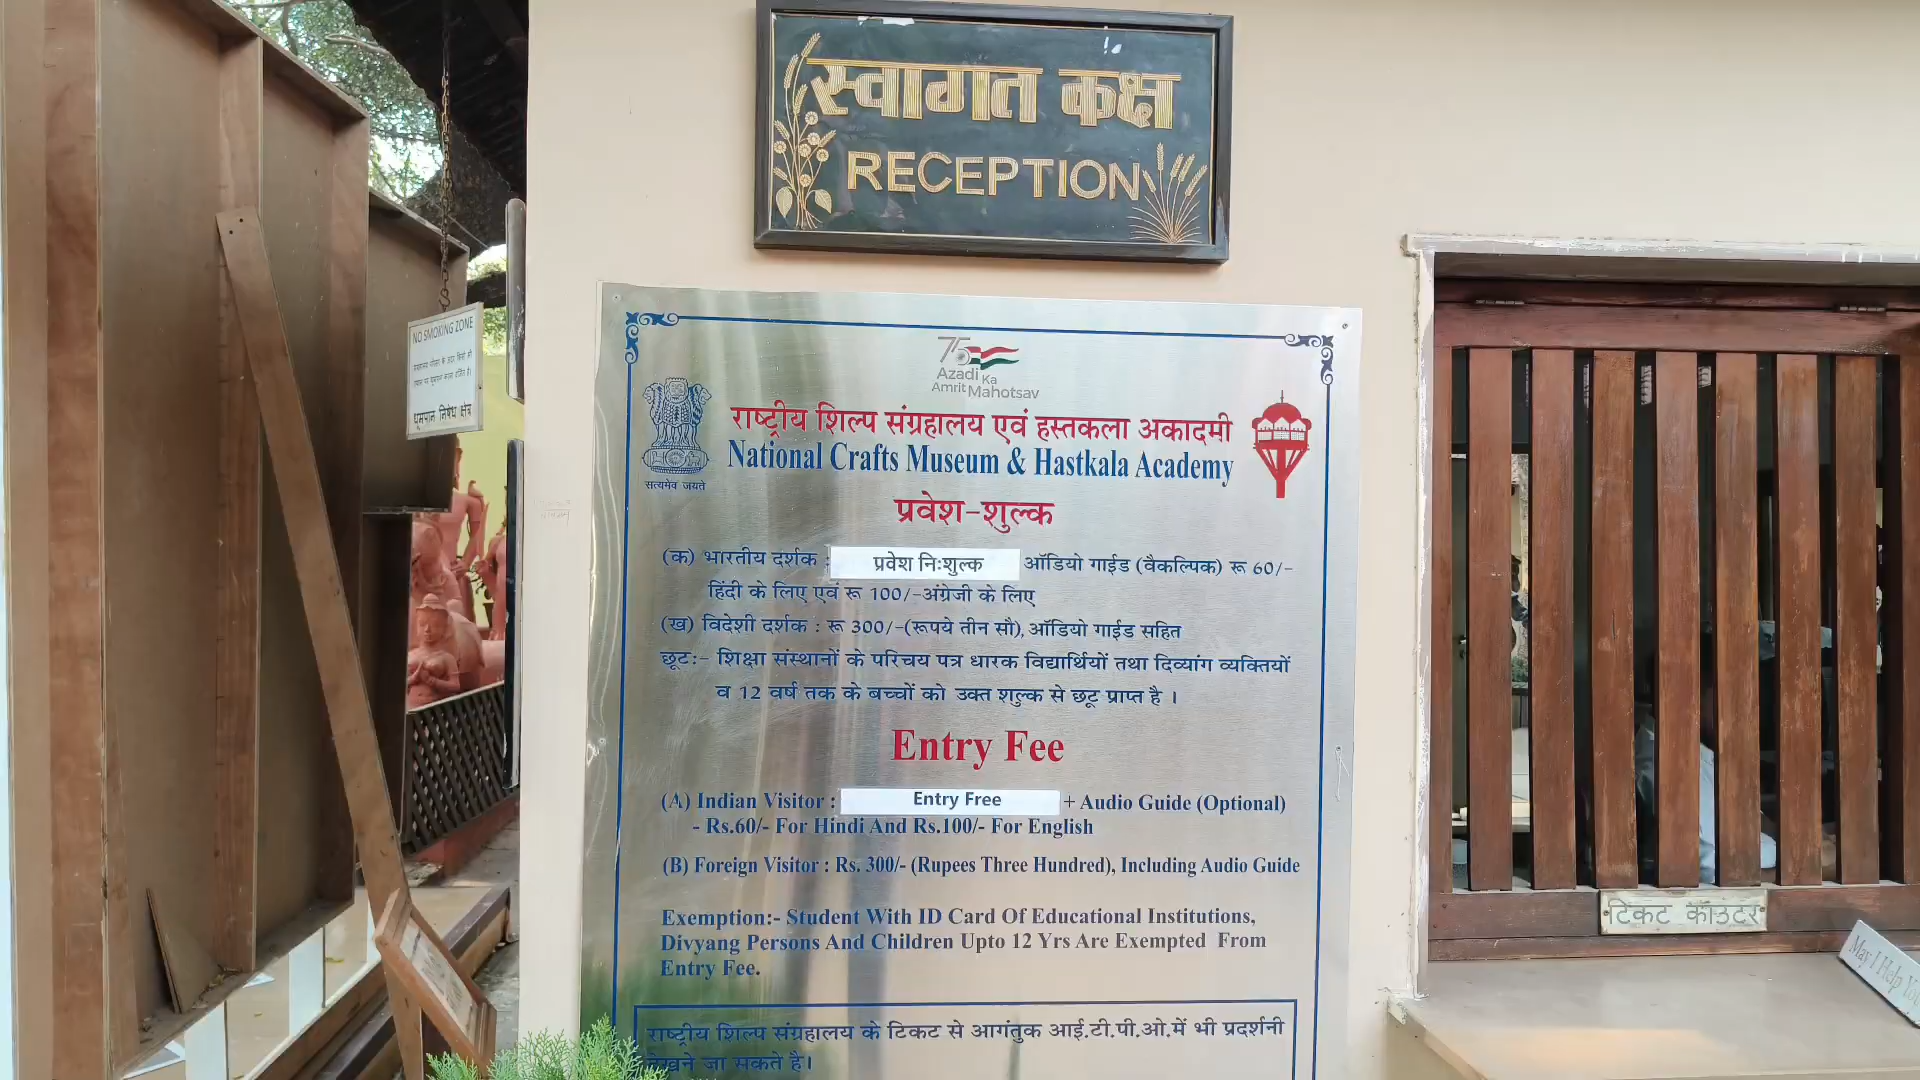 स्वागत कक्ष
RECEPTION
NO SMOKING ZONE
धूम्रपान निषेध क्षेत्र
75
Azadi Ka
Amrit Mahotsav
सत्यमेव जयते
राष्ट्रीय शिल्प संग्रहालय एवं हस्तकला अकादमी
National Crafts Museum & Hastkala Academy
प्रवेश-शुल्क
(क) भारतीय दर्शक : प्रवेश निःशुल्क ऑडियो गाईड (वैकल्पिक) रू 60/-
हिंदी के लिए एवं रू 100/-अंग्रेजी के लिए
(ख) विदेशी दर्शक : रू 300/-(रूपये तीन सौ), ऑडियो गाईड सहित
छूटः- शिक्षा संस्थानों के परिचय पत्र धारक विद्यार्थियों तथा दिव्यांग व्यक्तियों
व 12 वर्ष तक के बच्चों को उक्त शुल्क से छूट प्राप्त है ।
Entry Fee
(A) Indian Visitor : Entry Free + Audio Guide (Optional)
- Rs.60/- For Hindi And Rs.100/- For English
(B) Foreign Visitor : Rs. 300/- (Rupees Three Hundred), Including Audio Guide
Exemption:- Student With ID Card Of Educational Institutions,
Divyang Persons And Children Upto 12 Yrs Are Exempted From
Entry Fee.
राष्ट्रीय शिल्प संग्रहालय के टिकट से आगंतुक आई.टी.पी.ओ.में भी प्रदर्शनी
देखने जा सकते है।
टिकट काँउटर
May I Help You